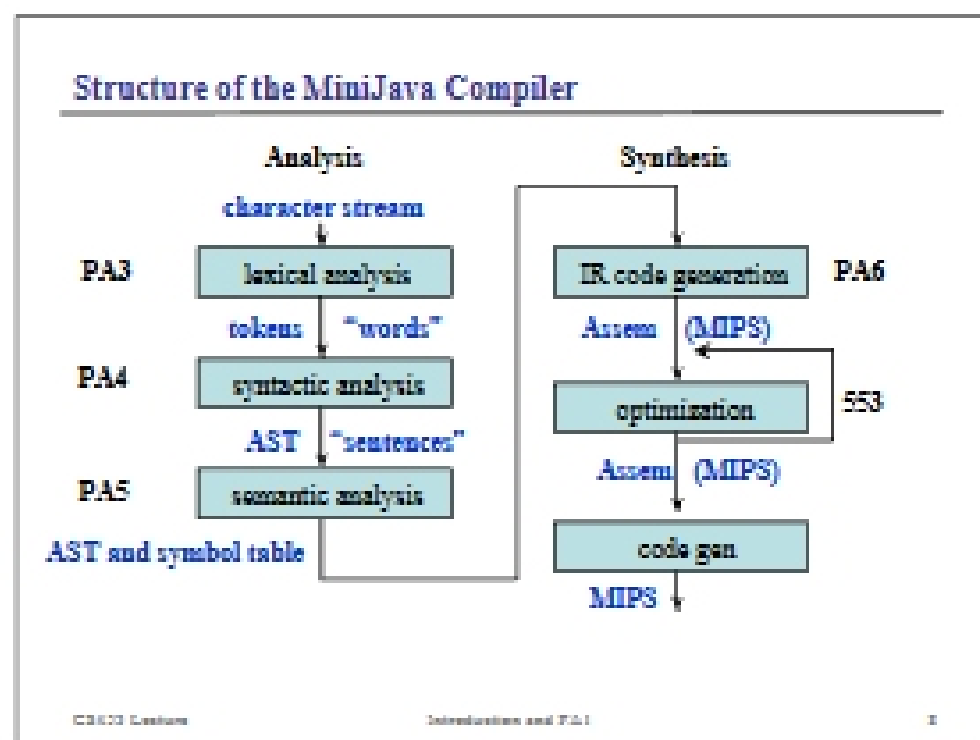 Structure of the MiniJava Compiler
Analysis
character stream
PA3
lexical analysis
tokens "words"
PA4
syntactic analysis
AST "sentences"
PA5
semantic analysis
AST and symbol table
Synthesis
IR code generation
PA6
Assem (MIPS)
optimization
553
Assem (MIPS)
code gen
MIPS
Lecture
Introduction and PA1